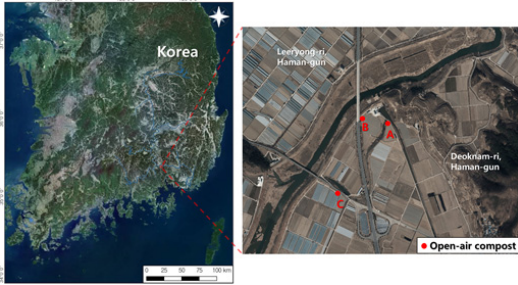 Korea
0 25 50 75 100 km
Leeryong-ri,
Haman-gun
B
A
Deoknam-ri,
Haman-gun
C
Open-air compost